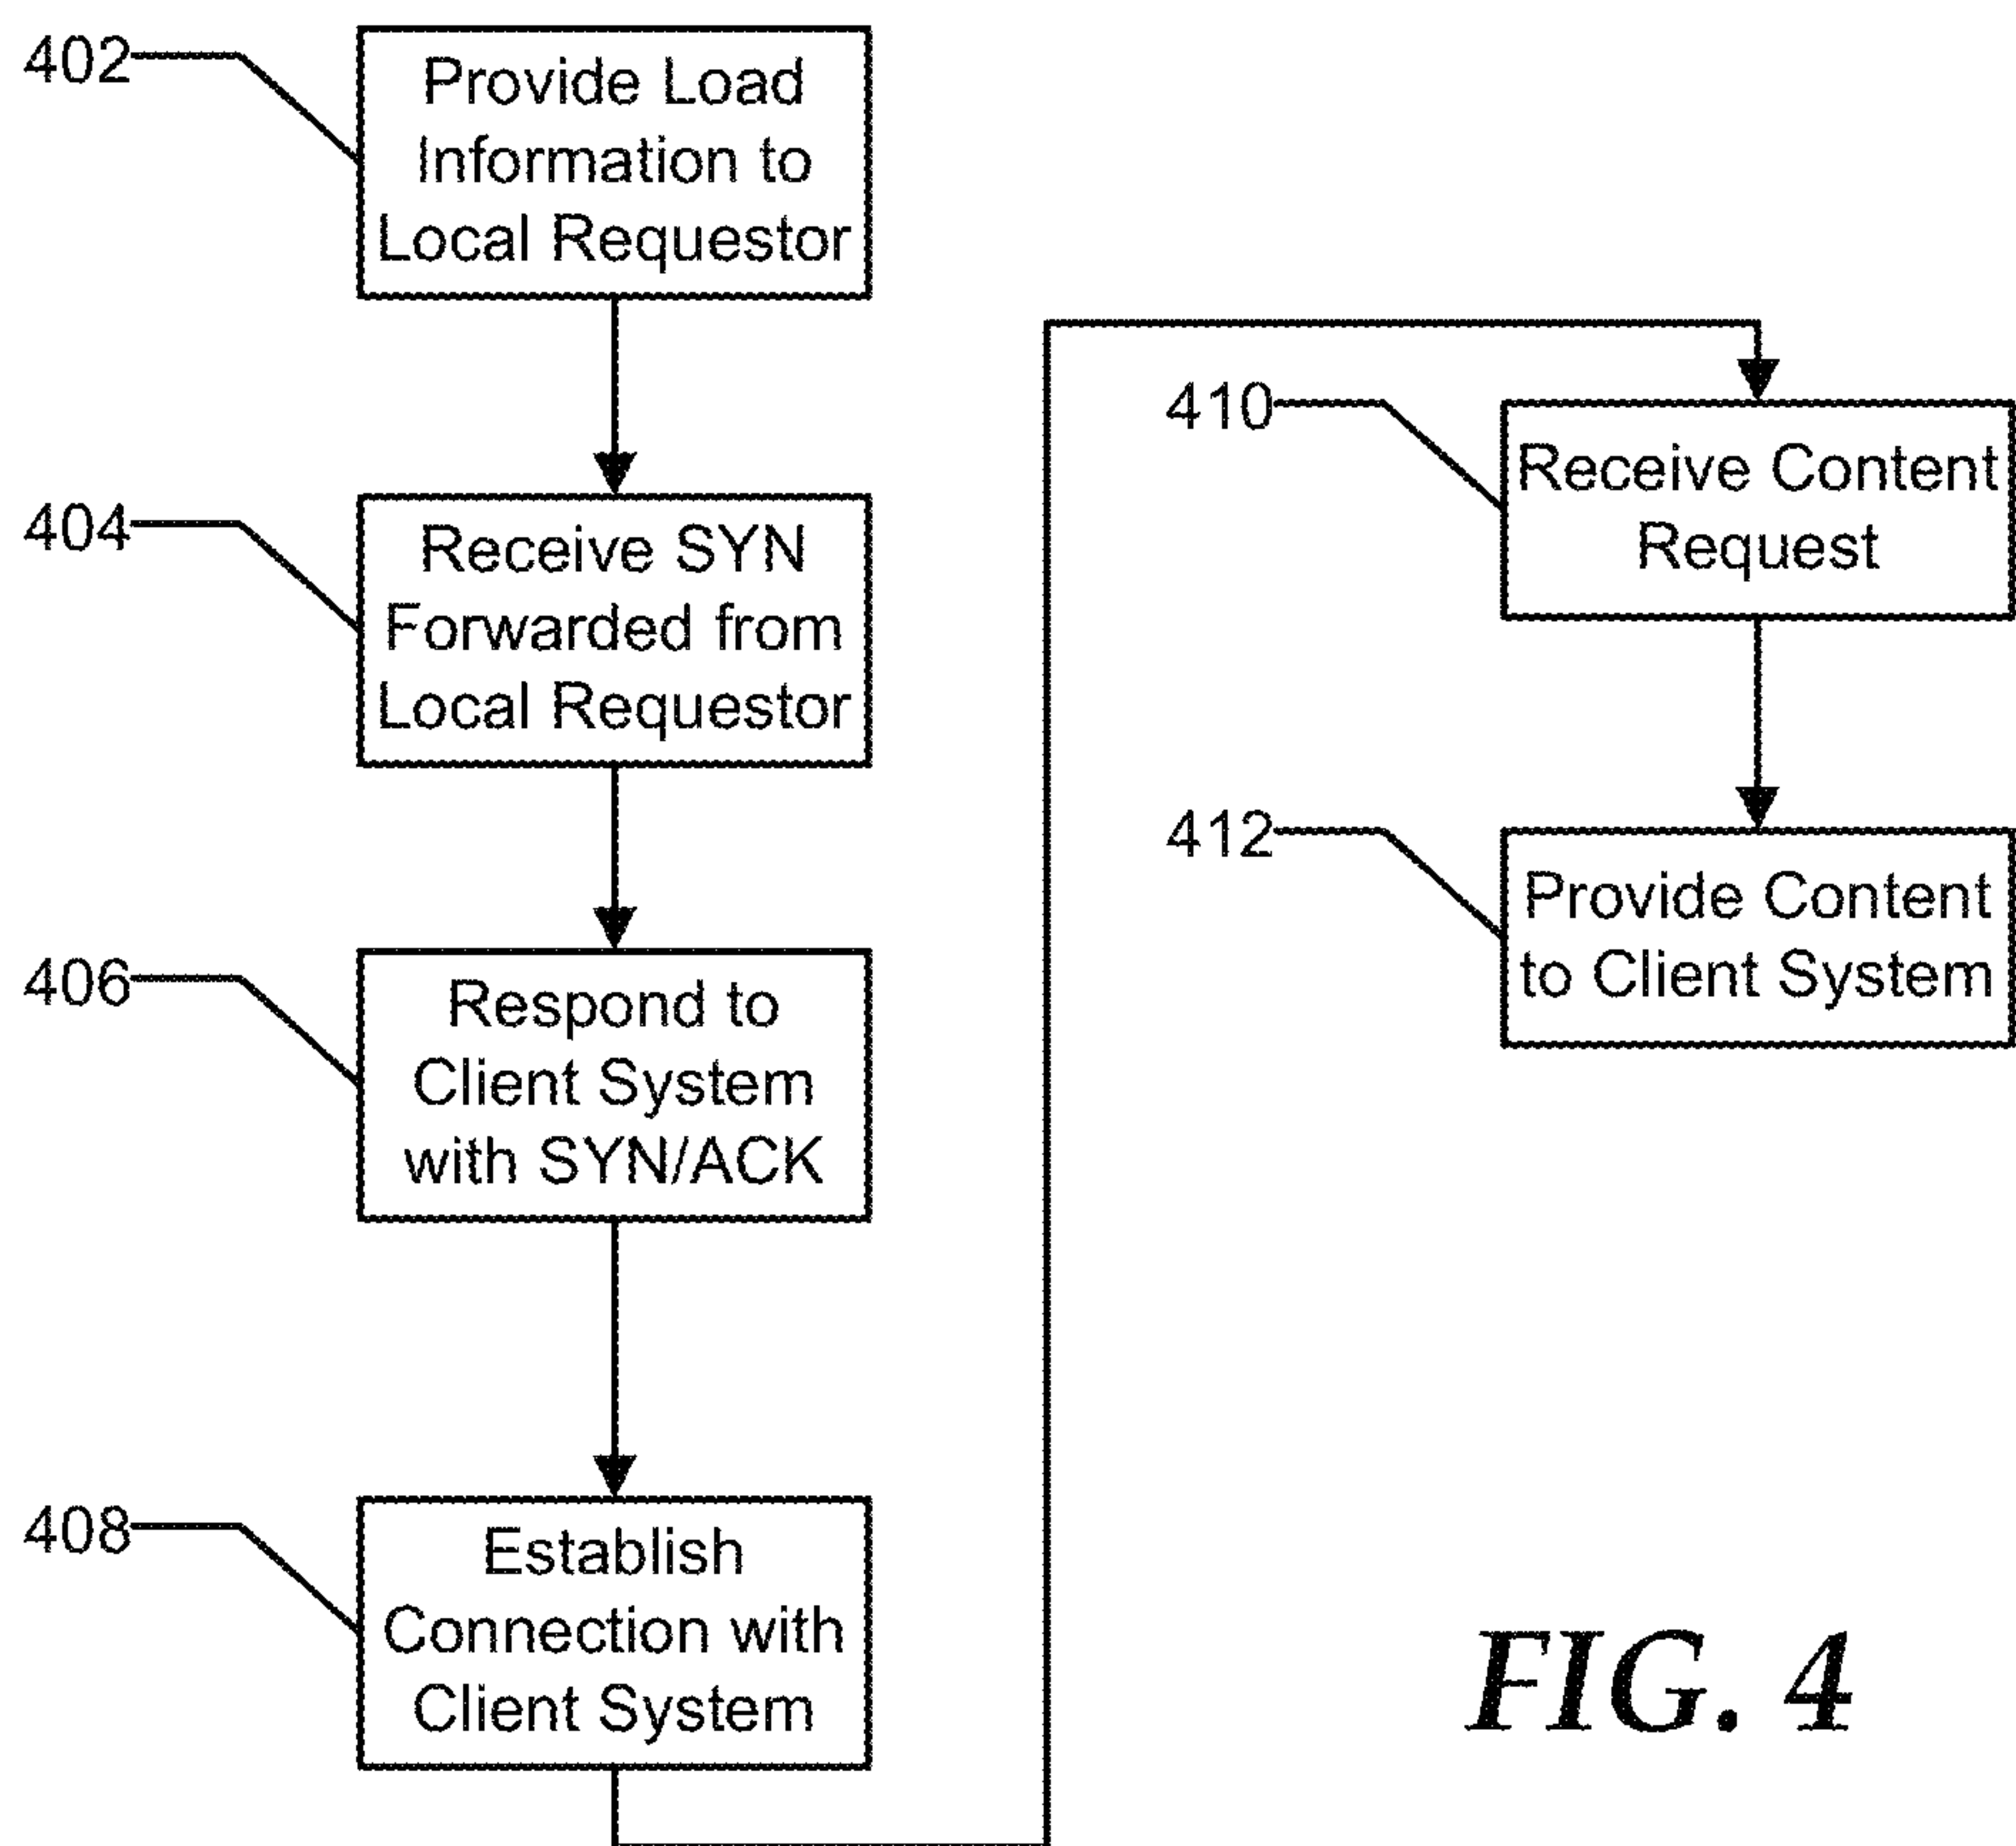 402
Provide Load
Information to
Local Requestor
404
Receive SYN
Forwarded from
Local Requestor
406
Respond to
Client System
with SYN/ACK
408
Establish
Connection with
Client System
410
Receive Content
Request
412
Provide Content
to Client System
FIG. 4